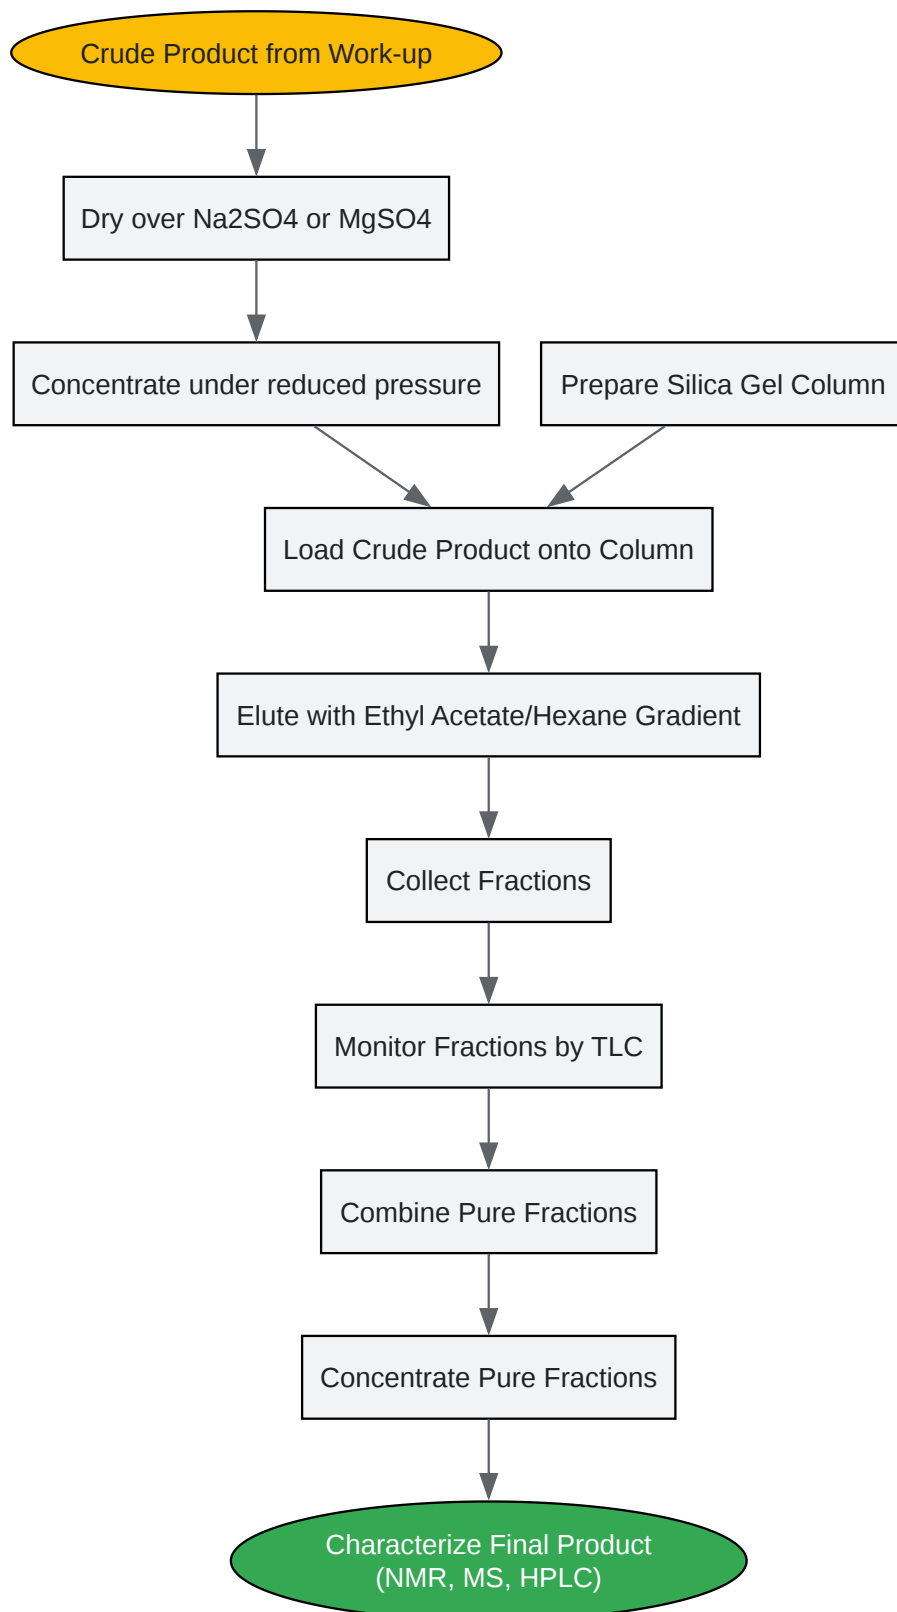 Crude Product from Work-up
Dry over Na2SO4 or MgSO4
Concentrate under reduced pressure
Prepare Silica Gel Column
Load Crude Product onto Column
Elute with Ethyl Acetate/Hexane Gradient
Collect Fractions
Monitor Fractions by TLC
Combine Pure Fractions
Concentrate Pure Fractions
Characterize Final Product
(NMR, MS, HPLC)